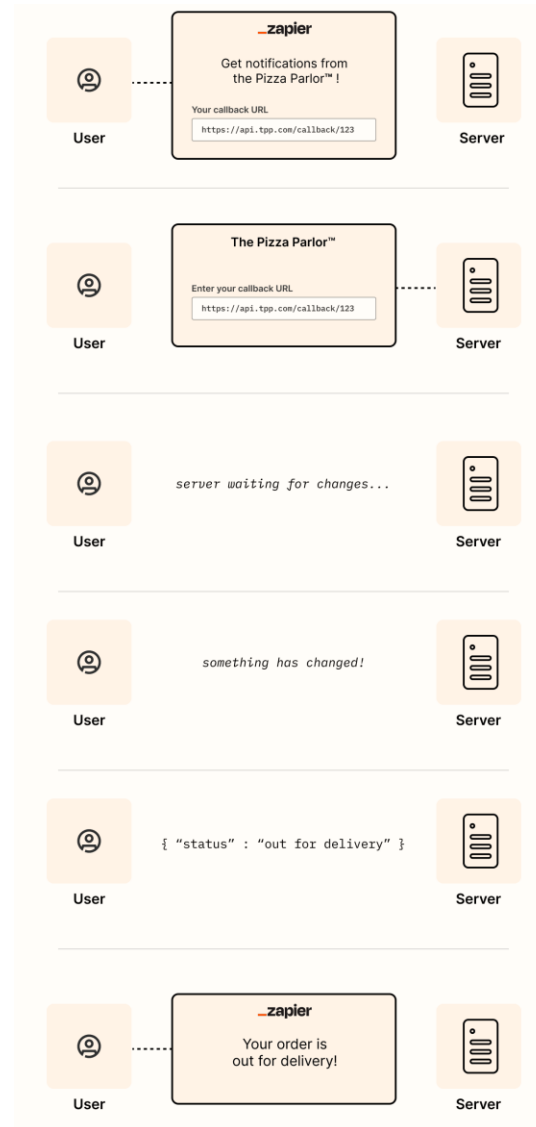 _zapier
Get notifications from
the Pizza Parlor™ !
Your callback URL
https://api.tpp.com/callback/123
User
Server
The Pizza Parlor™
Enter your callback URL
https://api.tpp.com/callback/123
User
Server
server waiting for changes...
User
Server
something has changed!
User
Server
{ “status” : “out for delivery” }
User
Server
_zapier
Your order is
out for delivery!
User
Server